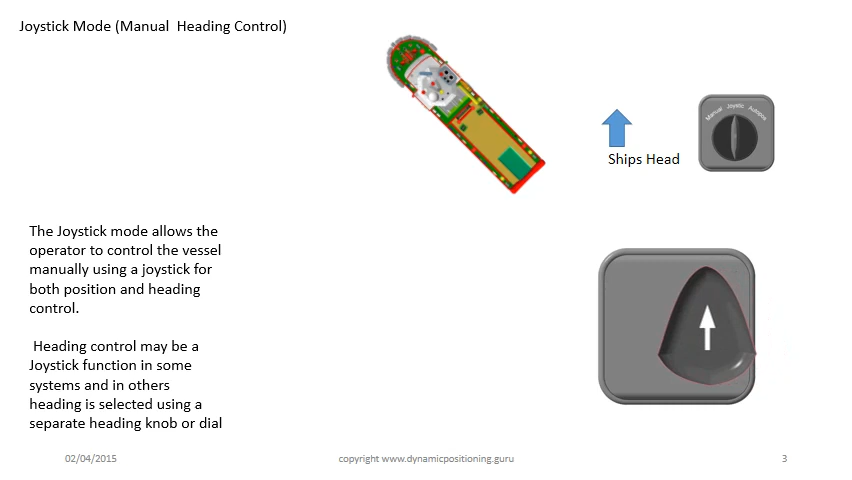 Joystick Mode (Manual  Heading Control)
Manual Joystic Autopos
Ships Head
The Joystick mode allows the
operator to control the vessel
manually using a joystick for
both position and heading
control.
Heading control may be a
Joystick function in some
systems and in others
heading is selected using a
separate heading knob or dial
02/04/2015
copyright www.dynamicpositioning.guru
3